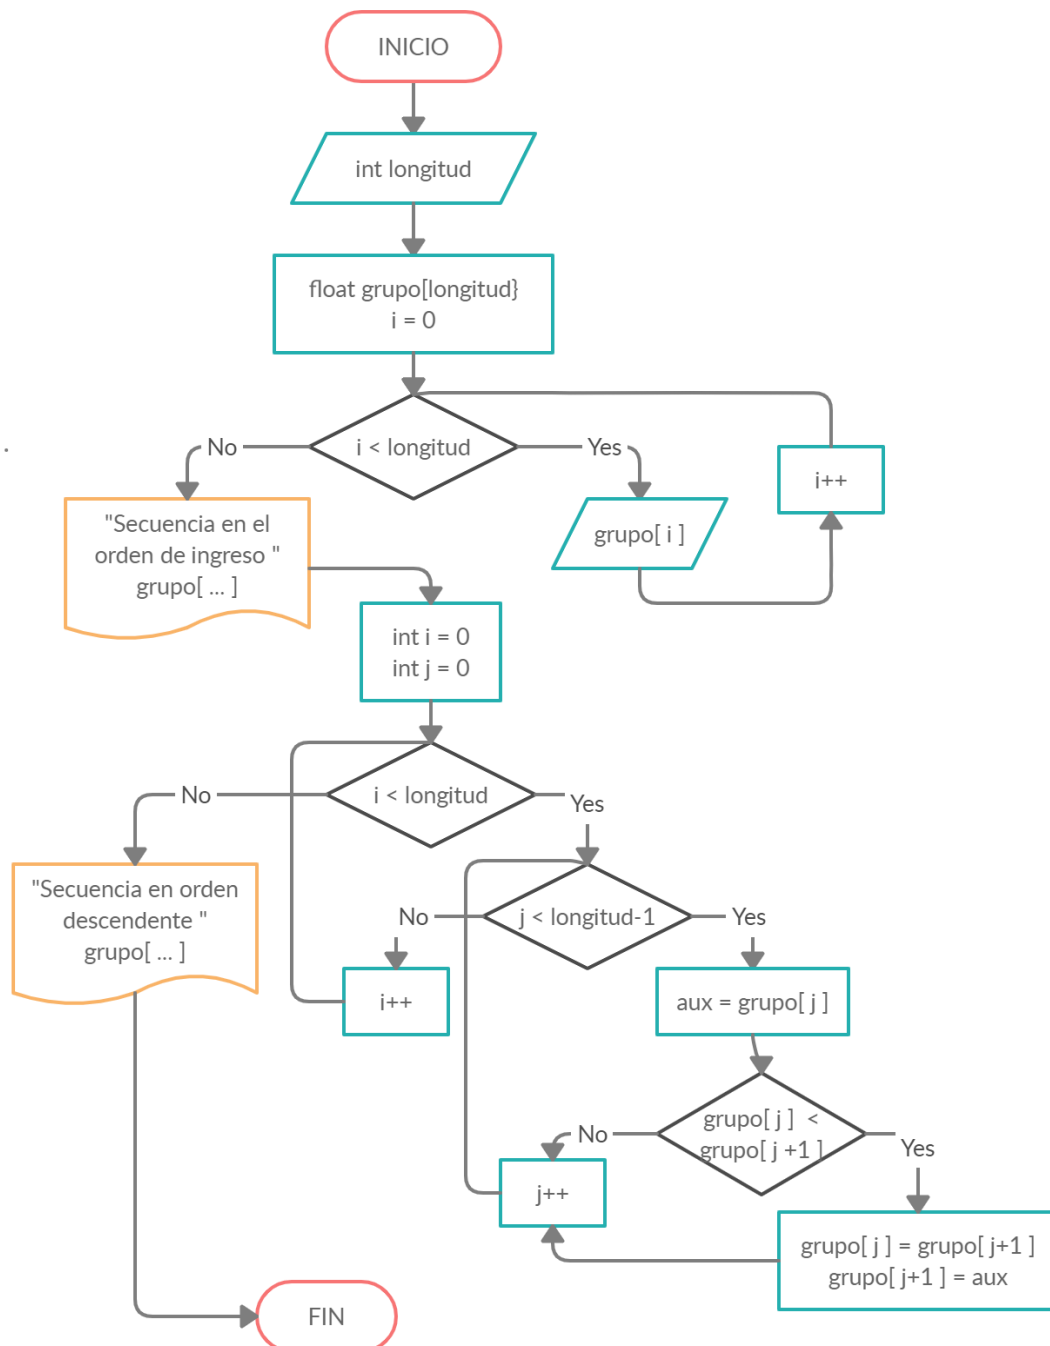 INICIO
int longitud
float grupo[longitud}
i = 0
i < longitud
No
Yes
i++
"Secuencia en el
orden de ingreso "
grupo[ ... ]
grupo[ i ]
int i = 0
int j = 0
i < longitud
No
Yes
"Secuencia en orden
descendente "
grupo[ ... ]
j < longitud-1
No
Yes
i++
aux = grupo[ j ]
grupo[ j ] <
grupo[ j +1 ]
No
Yes
j++
grupo[ j ] = grupo[ j+1 ]
grupo[ j+1 ] = aux
FIN